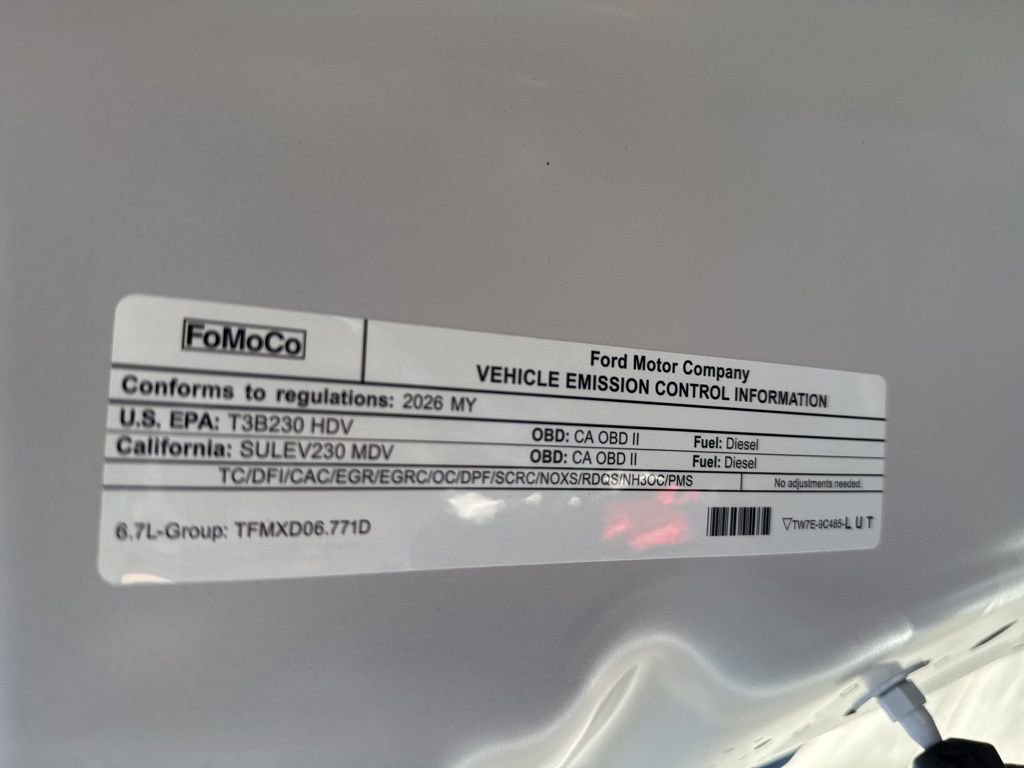 FoMoCo
Ford Motor Company
VEHICLE EMISSION CONTROL INFORMATION
Conforms to regulations: 2026 MY
U.S. EPA: T3B230 HDV OBD: CA OBD II Fuel: Diesel
California: SULEV230 MDV OBD: CA OBD II Fuel: Diesel
TC/DFI/CAC/EGR/EGRC/OC/DPF/SCRC/NOXS/RDQS/NH3OC/PMS No adjustments needed.
6.7L-Group: TFMXD06.771D ▽TW7E-9C485-L U T